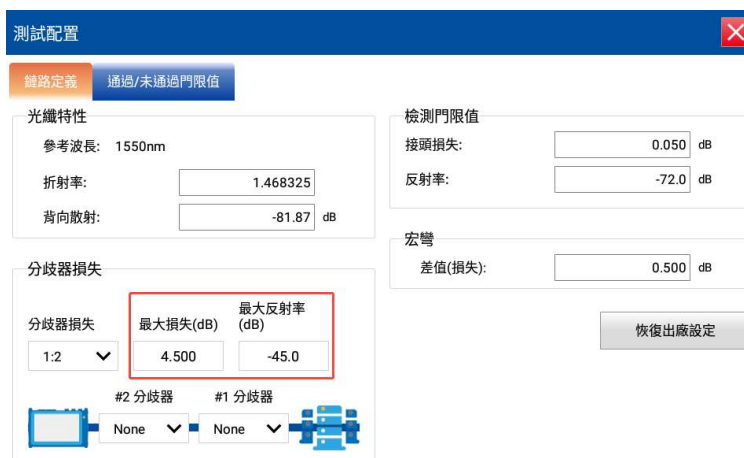 測試配置
鏈路定義
通過/未通過門限值
光纖特性
參考波長: 1550nm
折射率: 1.468325
背向散射: -81.87 dB
檢測門限值
接頭損失: 0.050 dB
反射率: -72.0 dB
宏彎
差值(損失): 0.500 dB
恢復出廠設定
分歧器損失
分歧器損失
最大損失(dB)
最大反射率
(dB)
1:2
4.500
-45.0
#2 分歧器
#1 分歧器
None
None